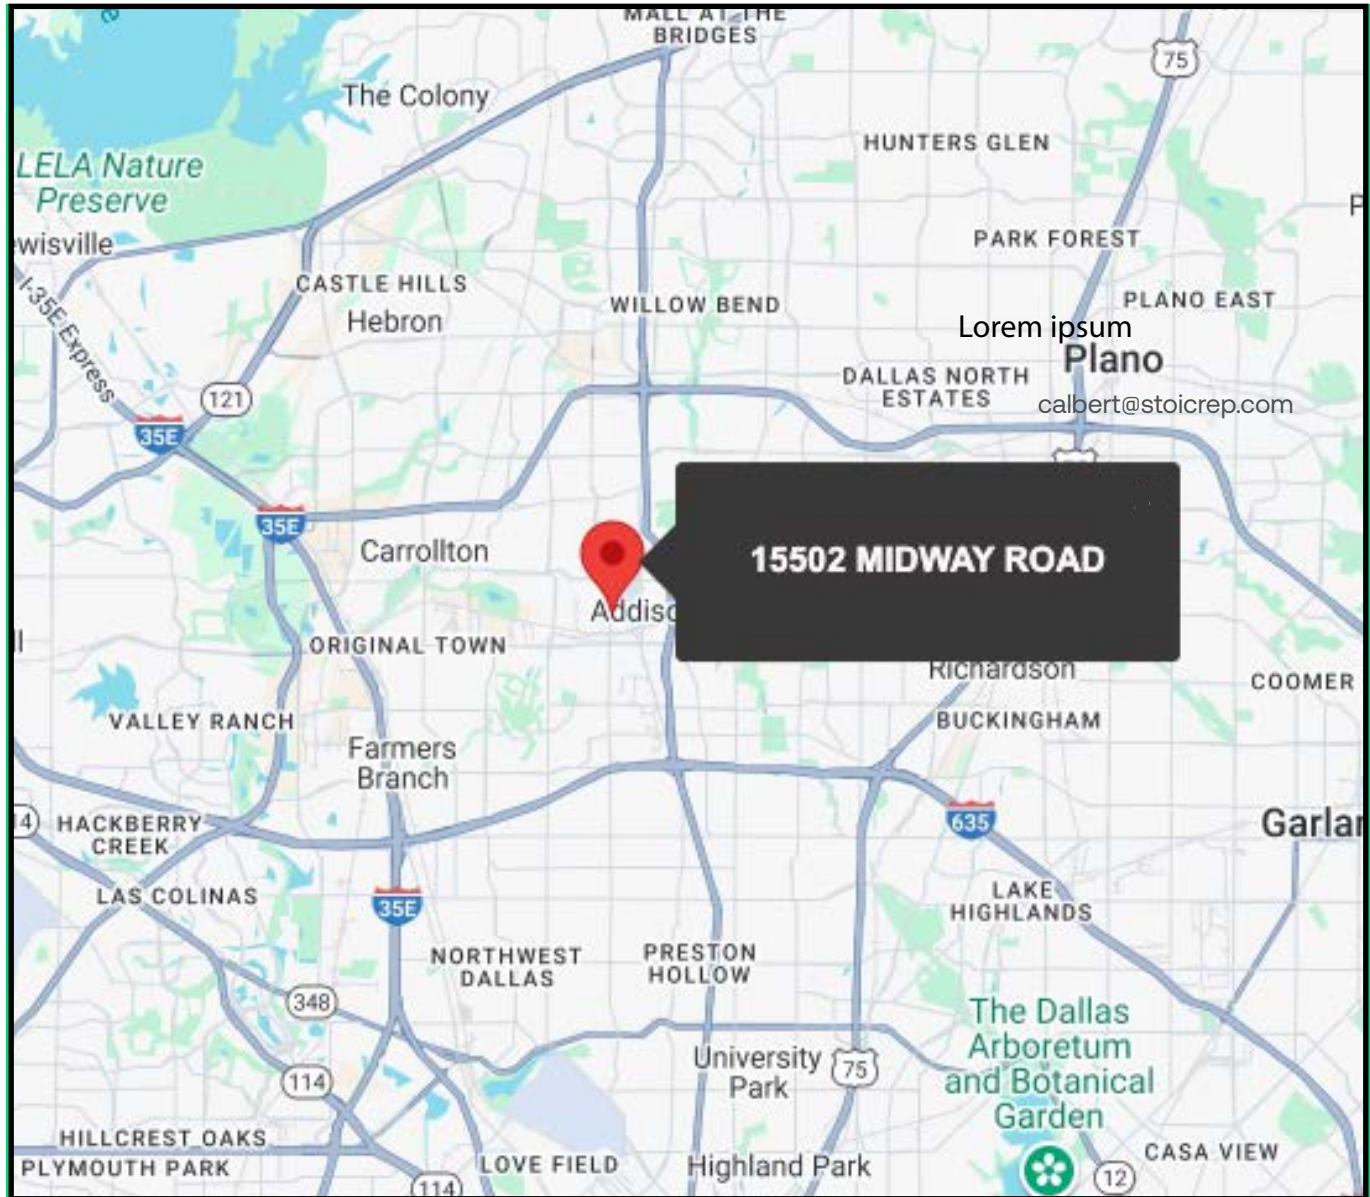 MALL AT THE
BRIDGES
75
The Colony
HUNTERS GLEN
LELA Nature
Preserve
PARK FOREST
CASTLE HILLS
Hebron
WILLOW BEND
PLANO EAST
I-35E Express
Lorem ipsum
Plano
DALLAS NORTH
ESTATES
calbert@stoicrep.com
121
35E
35E
Carrollton
15502 MIDWAY ROAD
ORIGINAL TOWN
Richardson
COOMER
VALLEY RANCH
BUCKINGHAM
Farmers
Branch
HACKBERRY
CREEK
635
LAS COLINAS
35E
LAKE
HIGHLANDS
NORTHWEST
DALLAS
PRESTON
HOLLOW
348
The Dallas
Arboretum
and Botanical
Garden
University
Park
75
114
HILLCREST OAKS
PLYMOUTH PARK
LOVE FIELD
Highland Park
CASA VIEW
12
114